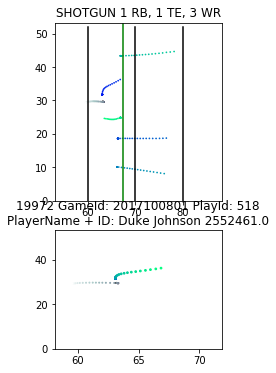 SHOTGUN 1 RB, 1 TE, 3 WR
50
40
30
20
10
0
60 70 80
19972 GameId: 2017100801 PlayId: 518
PlayerName + ID: Duke Johnson 2552461.0
40
20
0
60 65 70